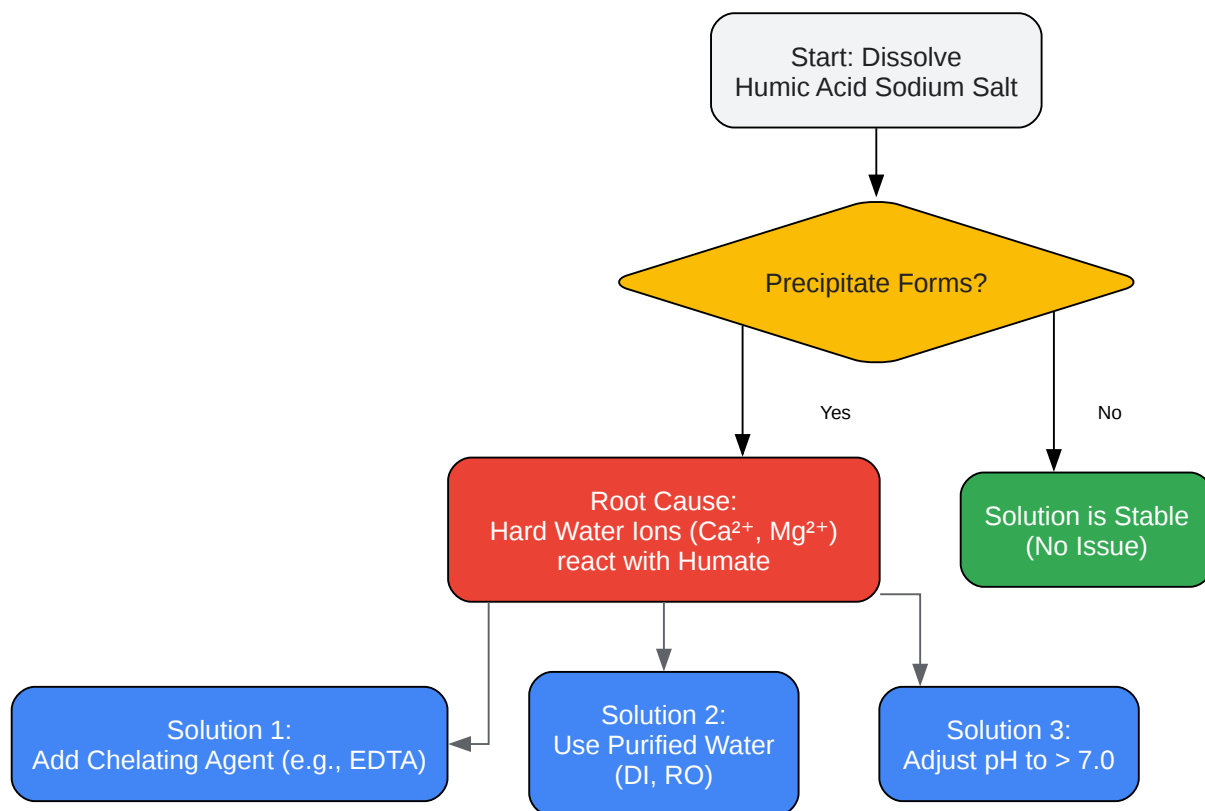 Start: Dissolve
Humic Acid Sodium Salt
Precipitate Forms?
Yes
No
Root Cause:
Hard Water Ions (Ca²⁺, Mg²⁺)
react with Humate
Solution is Stable
(No Issue)
Solution 1:
Add Chelating Agent (e.g., EDTA)
Solution 2:
Use Purified Water
(DI, RO)
Solution 3:
Adjust pH to > 7.0